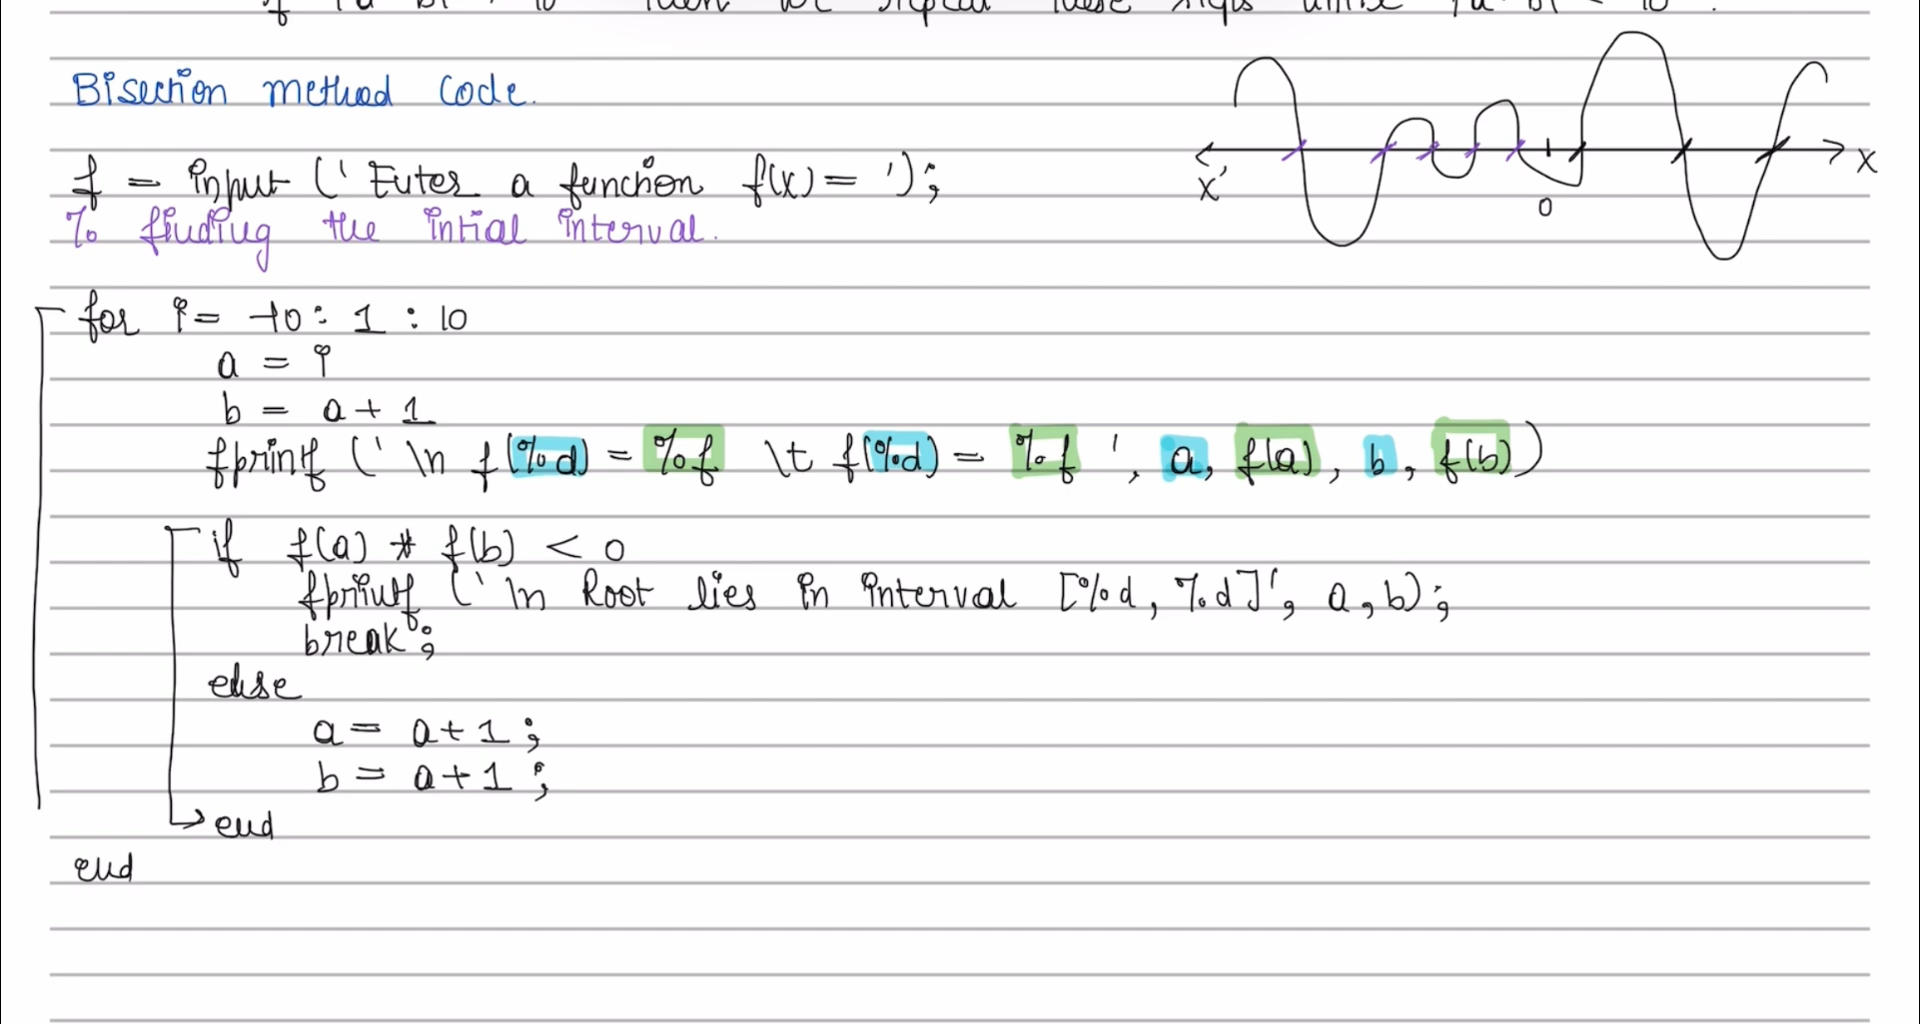 Bisection method Code.
f = input (' Enter a function f(x) = ');
% finding the intial interval.
x' 0 x
for i = -10 : 1 : 10
a = i
b = a + 1
fprintf (' \n f(%d) = %f \t f(%d) = %f ', a, f(a), b, f(b))
if f(a) * f(b) < 0
fprintf (' \n Root lies in interval [%d, %d]', a, b);
break;
else
a = a + 1 ;
b = a + 1 ;
end
end